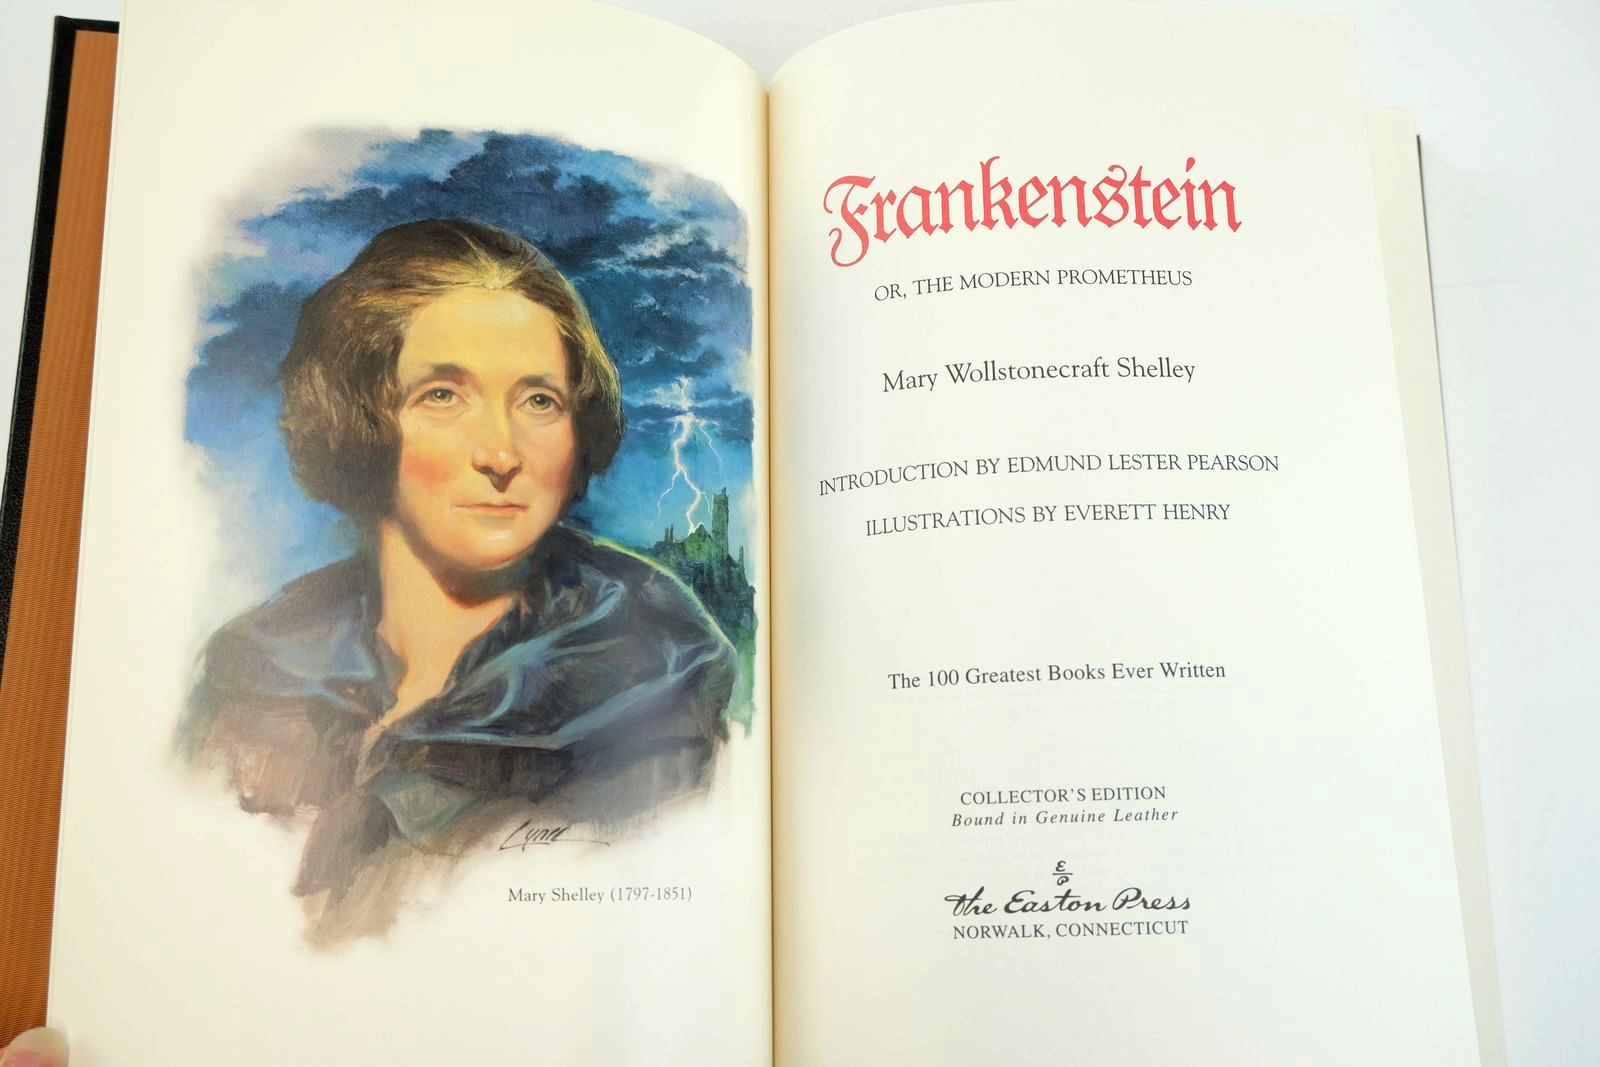 Lynn
Mary Shelley (1797-1851)
Frankenstein
OR, THE MODERN PROMETHEUS
Mary Wollstonecraft Shelley
INTRODUCTION BY EDMUND LESTER PEARSON
ILLUSTRATIONS BY EVERETT HENRY
The 100 Greatest Books Ever Written
COLLECTOR'S EDITION
Bound in Genuine Leather
EP
The Easton Press
NORWALK, CONNECTICUT